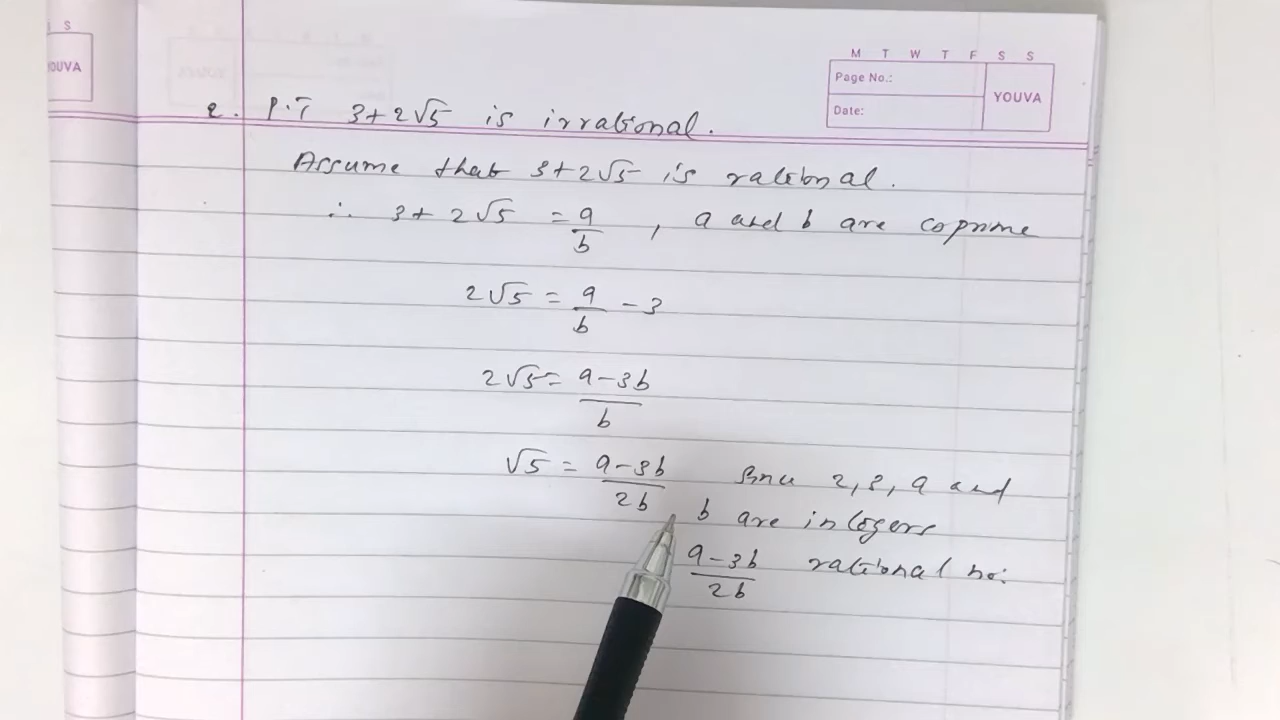 S
YOUVA
M T W T F S S
Page No.:
YOUVA
Date:
2. P.T 3+2√5 is irrational.
Assume that 3+2√5 is rational.
∴ 3+ 2√5 = a/b , a and b are coprime
2√5 = a/b - 3
2√5 = a-3b/b
√5 = a-3b/2b Since 2,3, a and
b are integers
a-3b/2b rational no: